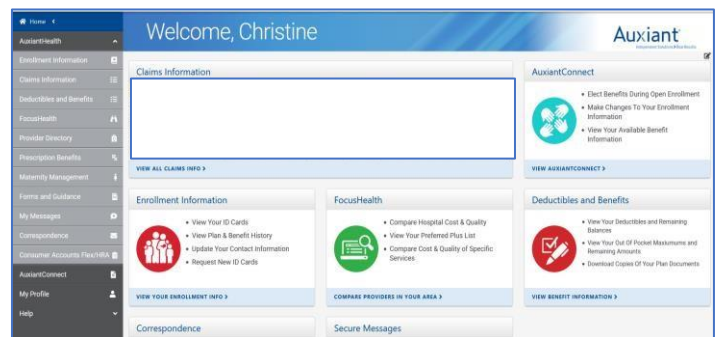 Home
AuxiantHealth
Enrollment Information
Claims Information
Deductibles and Benefits
FocusHealth
Provider Directory
Prescription Benefits
Maternity Management
Forms and Guidance
My Messages
Correspondence
Consumer Accounts Flex/HRA
AuxiantConnect
My Profile
Help
Welcome, Christine
Auxiant
Claims Information
VIEW ALL CLAIMS INFO >
AuxiantConnect
• Elect Benefits During Open Enrollment
• Make Changes To Your Enrollment
Information
• View Your Available Benefit
Information
VIEW AUXIANTCONNECT >
Enrollment Information
• View Your ID Cards
• View Plan & Benefit History
• Update Your Contact Information
• Request New ID Cards
VIEW YOUR ENROLLMENT INFO >
FocusHealth
• Compare Hospital Cost & Quality
• View Your Preferred Plus List
• Compare Cost & Quality of Specific
Services
COMPARE PROVIDERS IN YOUR AREA >
Deductibles and Benefits
• View Your Deductibles and Remaining
Balances
• View Your Out Of Pocket Maxiumums and
Remaining Amounts
• Download Copies Of Your Plan Documents
VIEW BENEFIT INFORMATION >
Correspondence
Secure Messages